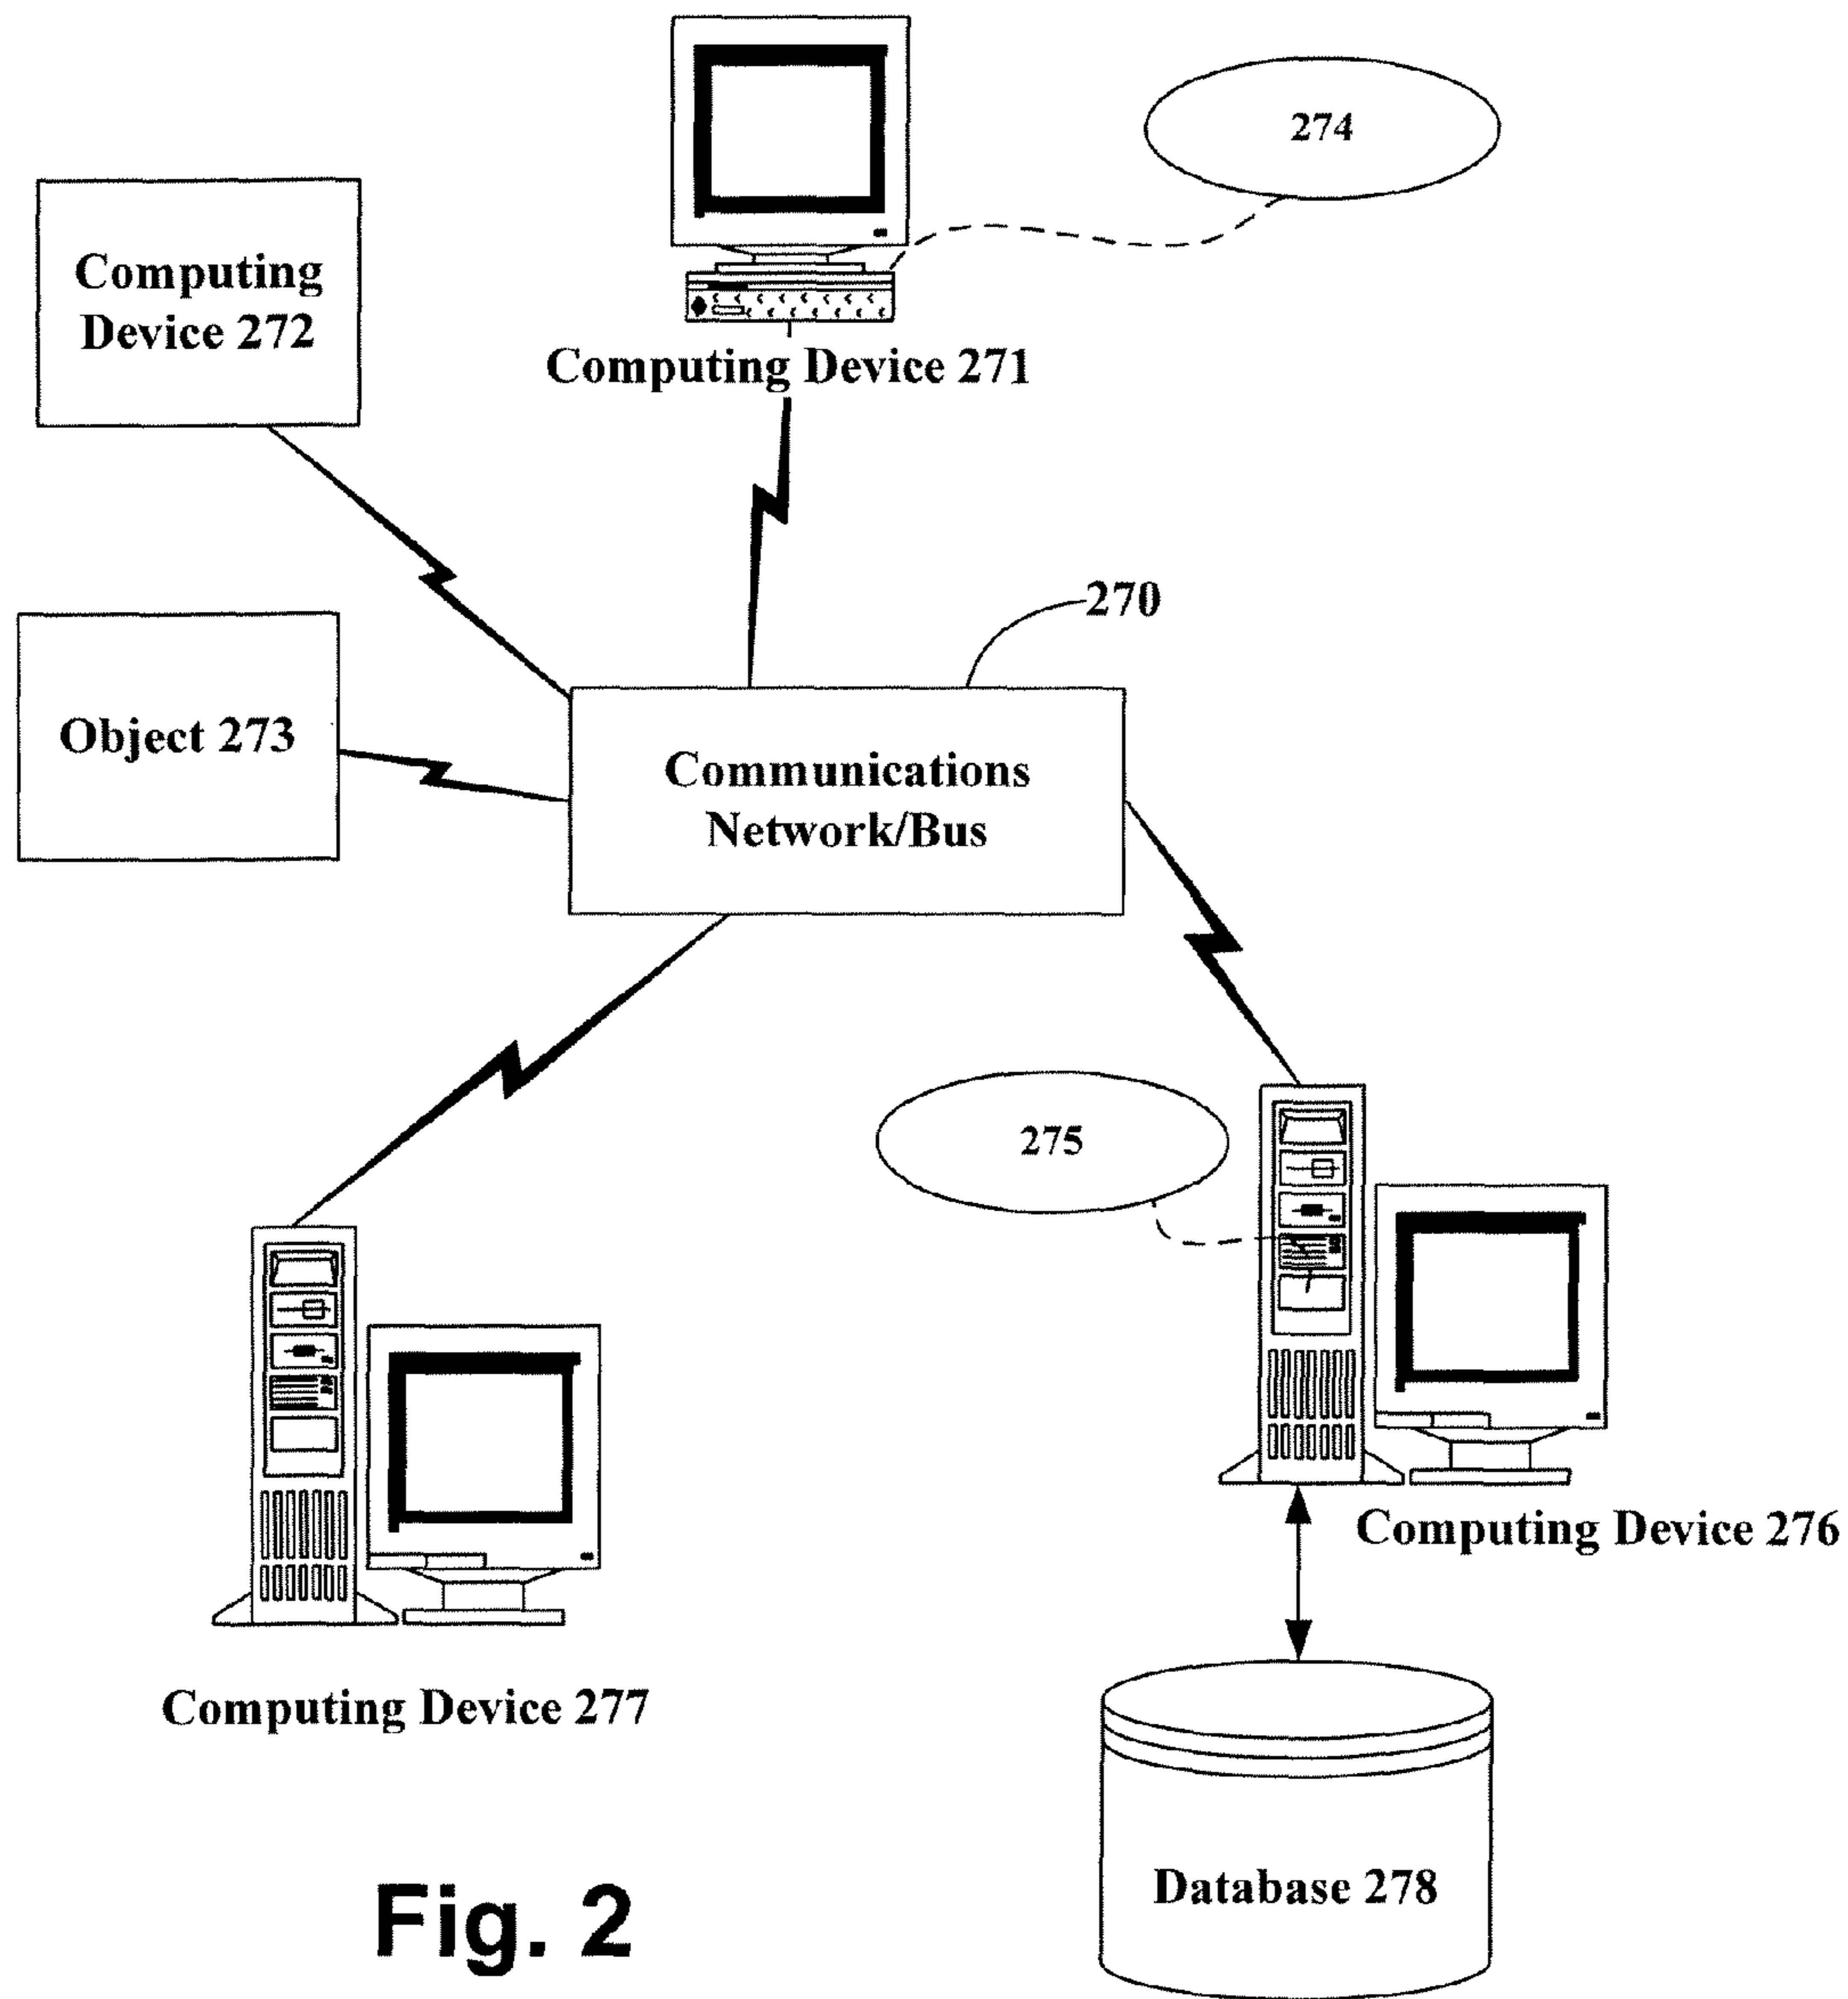 274
Computing
Device 272
Computing Device 271
270
Object 273
Communications
Network/Bus
275
Computing Device 276
Computing Device 277
Database 278
Fig. 2